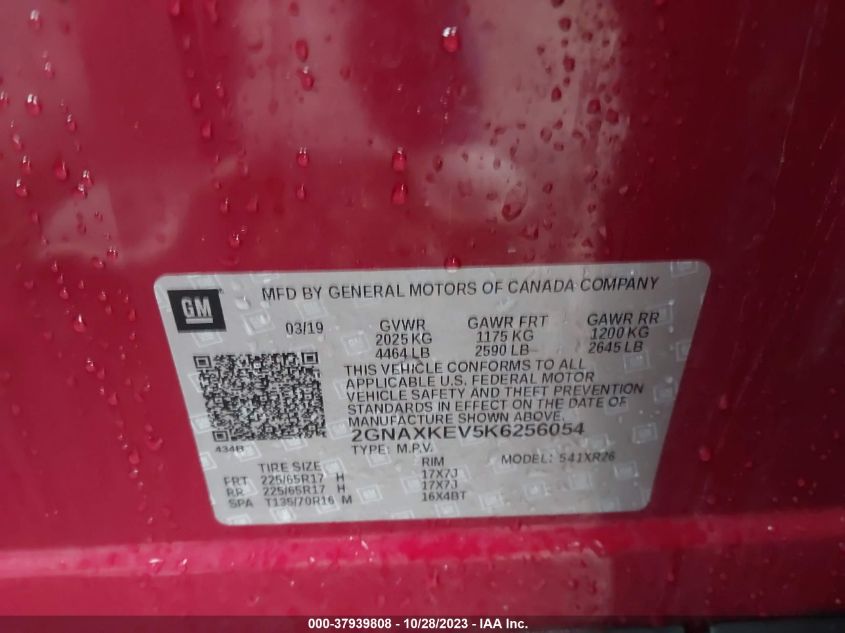 GM
MFD BY GENERAL MOTORS OF CANADA COMPANY
03/19 GVWR GAWR FRT GAWR RR
2025 KG 1175 KG 1200 KG
4464 LB 2590 LB 2645 LB
THIS VEHICLE CONFORMS TO ALL
APPLICABLE U.S. FEDERAL MOTOR
VEHICLE SAFETY AND THEFT PREVENTION
STANDARDS IN EFFECT ON THE DATE OF
MANUFACTURE SHOWN ABOVE.
2GNAXKEV5K6256054
434B TYPE: M.P.V. MODEL: 541XR26
TIRE SIZE RIM
FRT 225/65R17 H 17X7J
RR 225/65R17 H 17X7J
SPA T135/70R16 M 16X4BT
000-37939808 - 10/28/2023 - IAA Inc.